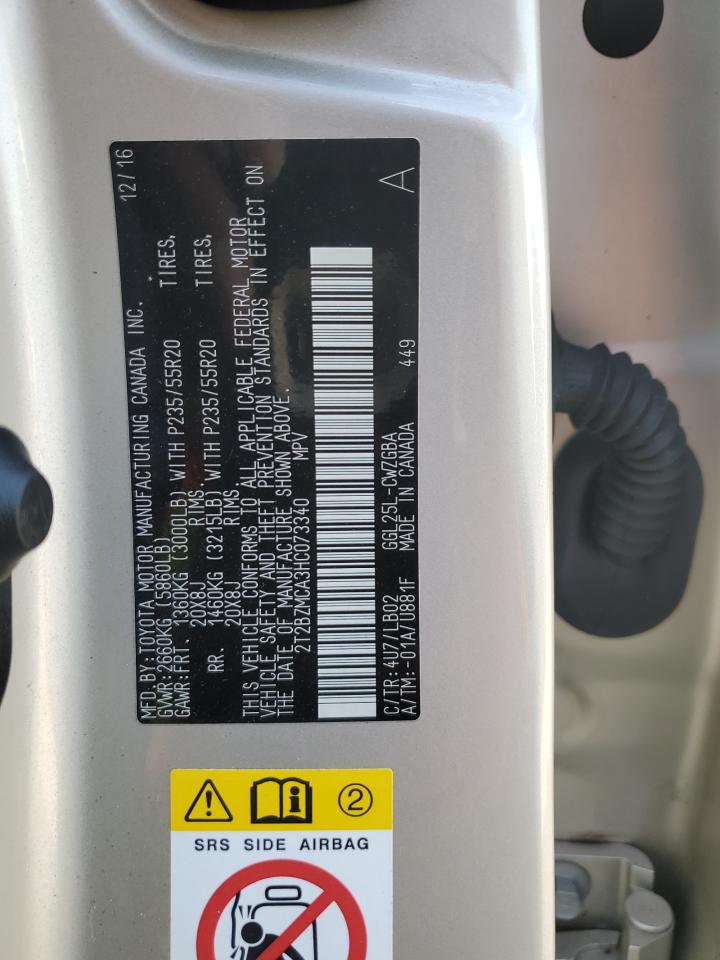 MFD. BY:TOYOTA MOTOR MANUFACTURING CANADA INC. 12/16
GVWR:2660KG (5860LB)
GAWR:FRT. 1360KG (3000LB) WITH P235/55R20 TIRES,
20X8J RIMS
RR. 1460KG (3215LB) WITH P235/55R20 TIRES,
20X8J RIMS
THIS VEHICLE CONFORMS TO ALL APPLICABLE FEDERAL MOTOR
VEHICLE SAFETY AND THEFT PREVENTION STANDARDS IN EFFECT ON
THE DATE OF MANUFACTURE SHOWN ABOVE.
2T2BZMCA3HC073340 MPV
C/TR:4U7/LB02 GGL25L-CWZGBA A
A/TM:-01A/U881F MADE IN CANADA 449
2
SRS SIDE AIRBAG